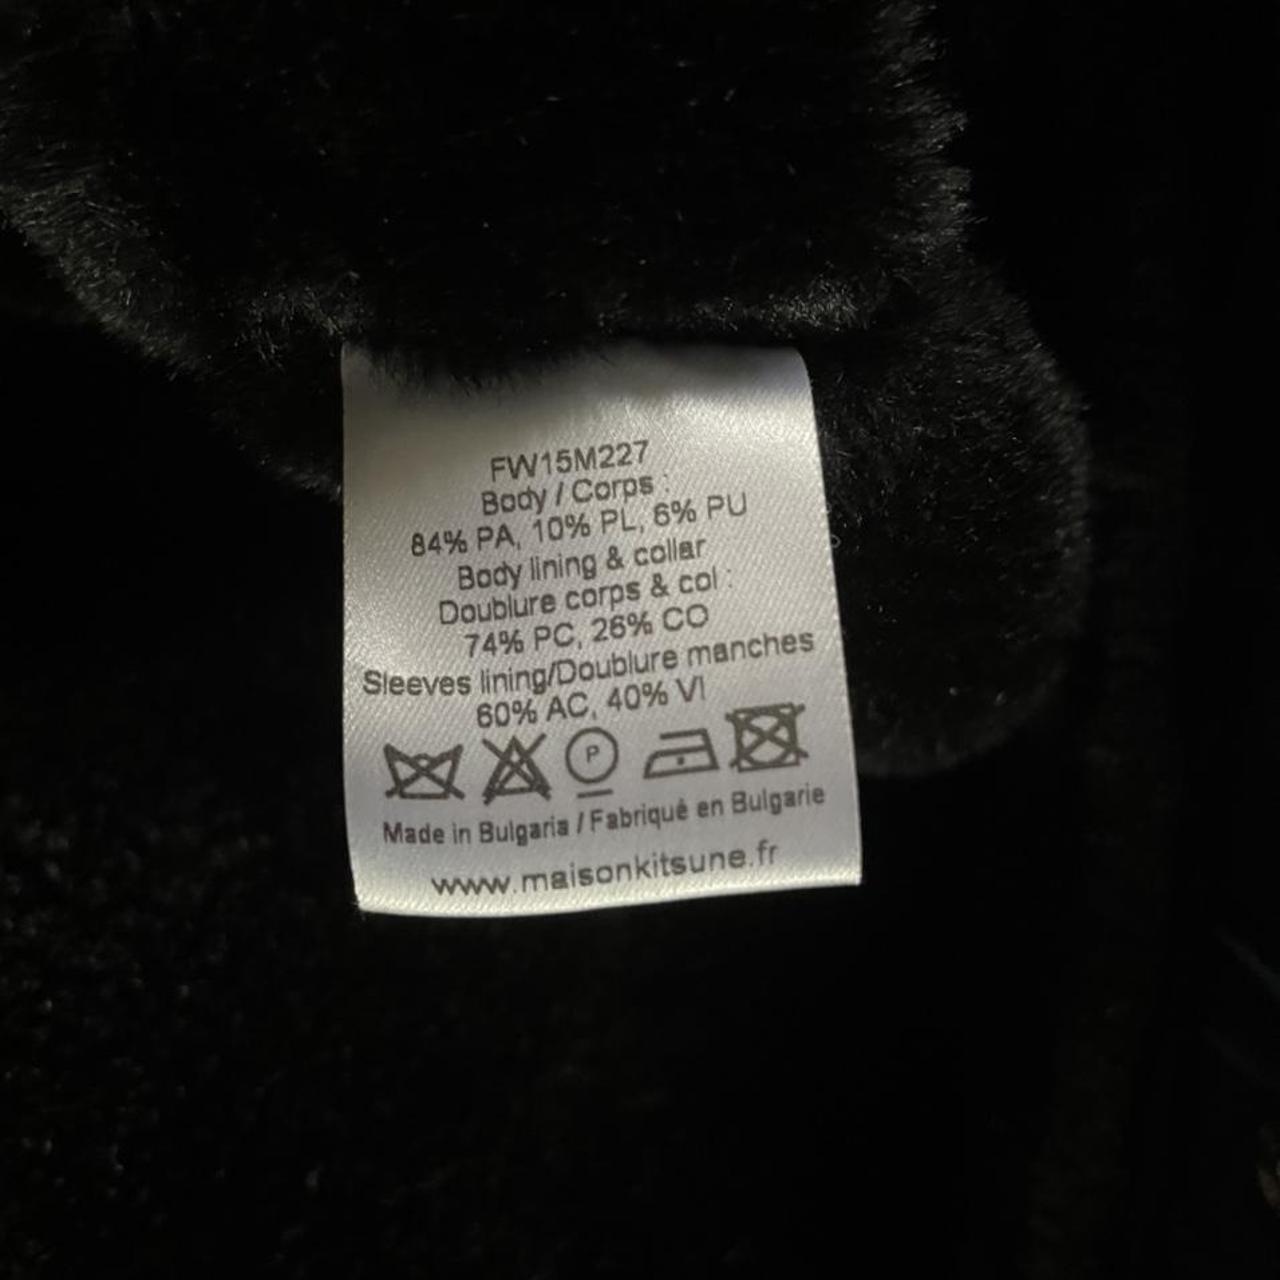 FW15M227
Body / Corps :
84% PA, 10% PL, 6% PU
Body lining & collar
Doublure corps & col :
74% PC, 26% CO
Sleeves lining/Doublure manches
60% AC, 40% VI
P
Made in Bulgaria / Fabriqué en Bulgarie
www.maisonkitsune.fr